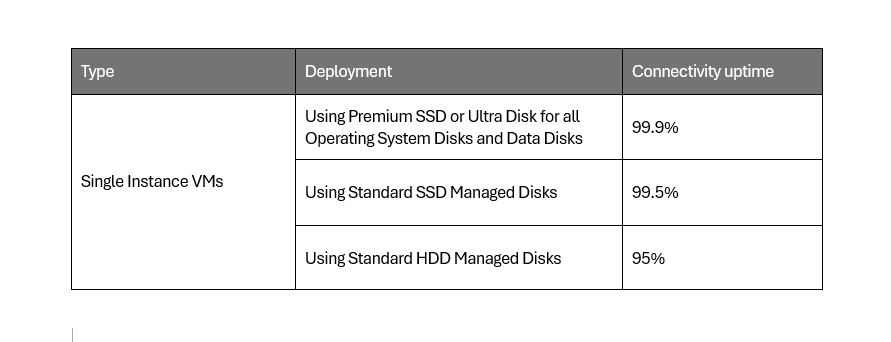 Type
Deployment
Connectivity uptime
Single Instance VMs
Using Premium SSD or Ultra Disk for all
Operating System Disks and Data Disks
99.9%
Using Standard SSD Managed Disks
99.5%
Using Standard HDD Managed Disks
95%